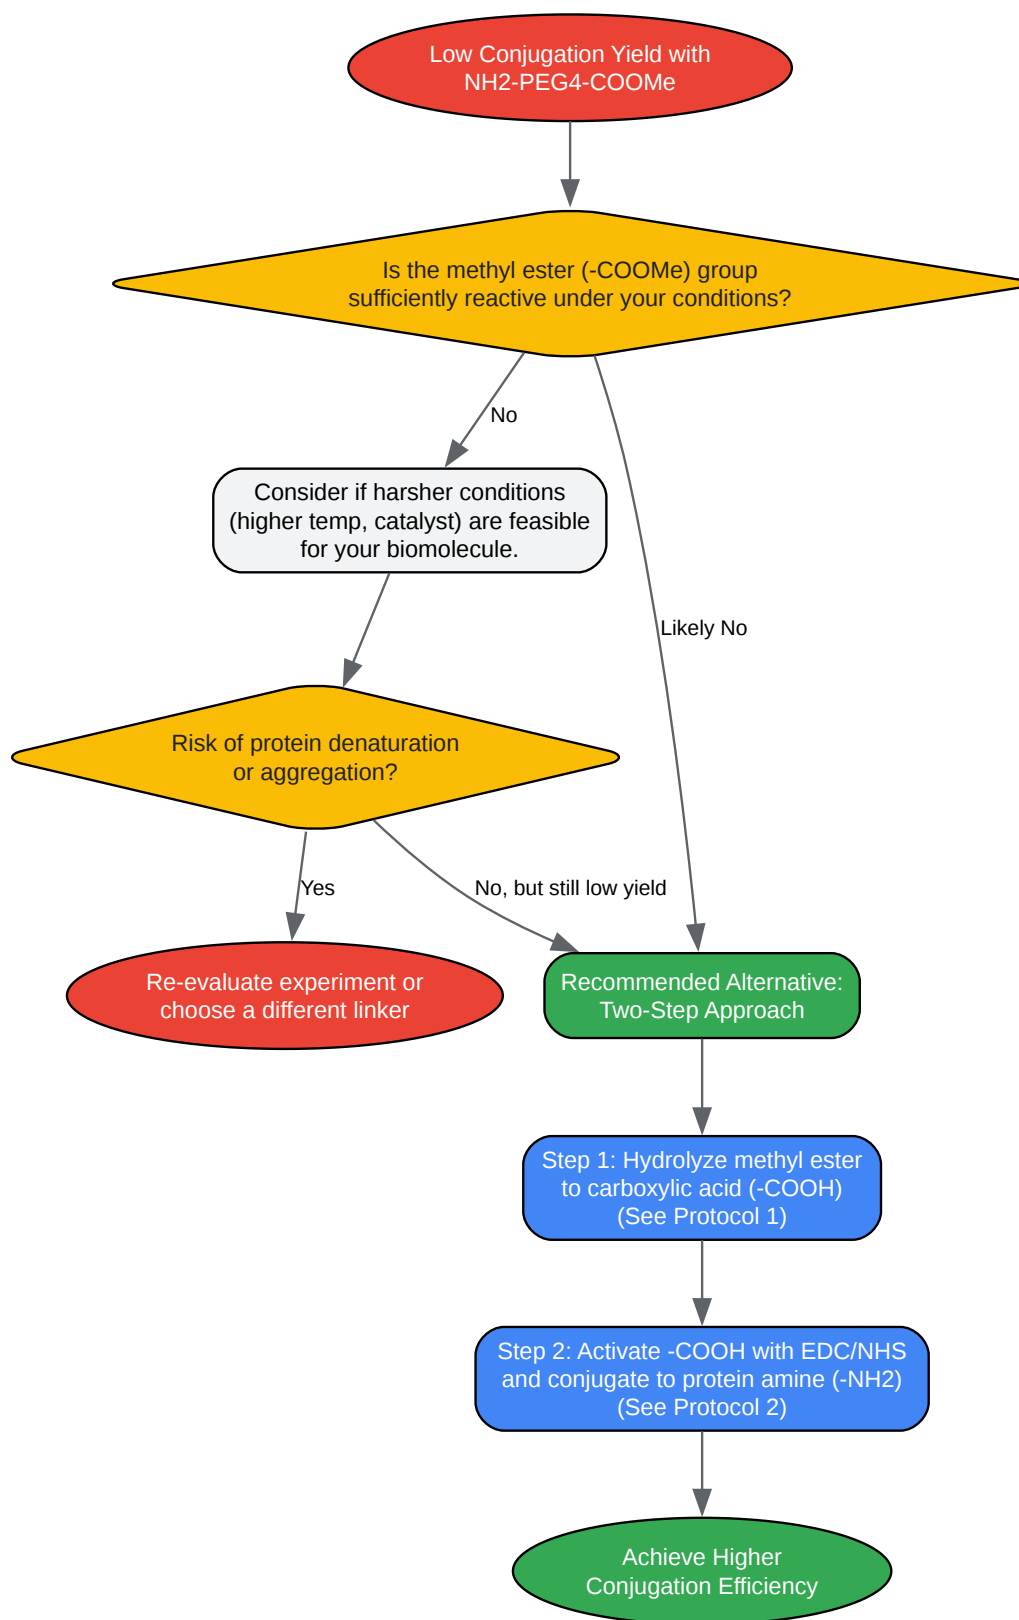 Low Conjugation Yield with
NH2-PEG4-COOMe
Is the methyl ester (-COOMe) group
sufficiently reactive under your conditions?
No
Consider if harsher conditions
(higher temp, catalyst) are feasible
for your biomolecule.
Likely No
Risk of protein denaturation
or aggregation?
Yes
No, but still low yield
Re-evaluate experiment or
choose a different linker
Recommended Alternative:
Two-Step Approach
Step 1: Hydrolyze methyl ester
to carboxylic acid (-COOH)
(See Protocol 1)
Step 2: Activate -COOH with EDC/NHS
and conjugate to protein amine (-NH2)
(See Protocol 2)
Achieve Higher
Conjugation Efficiency